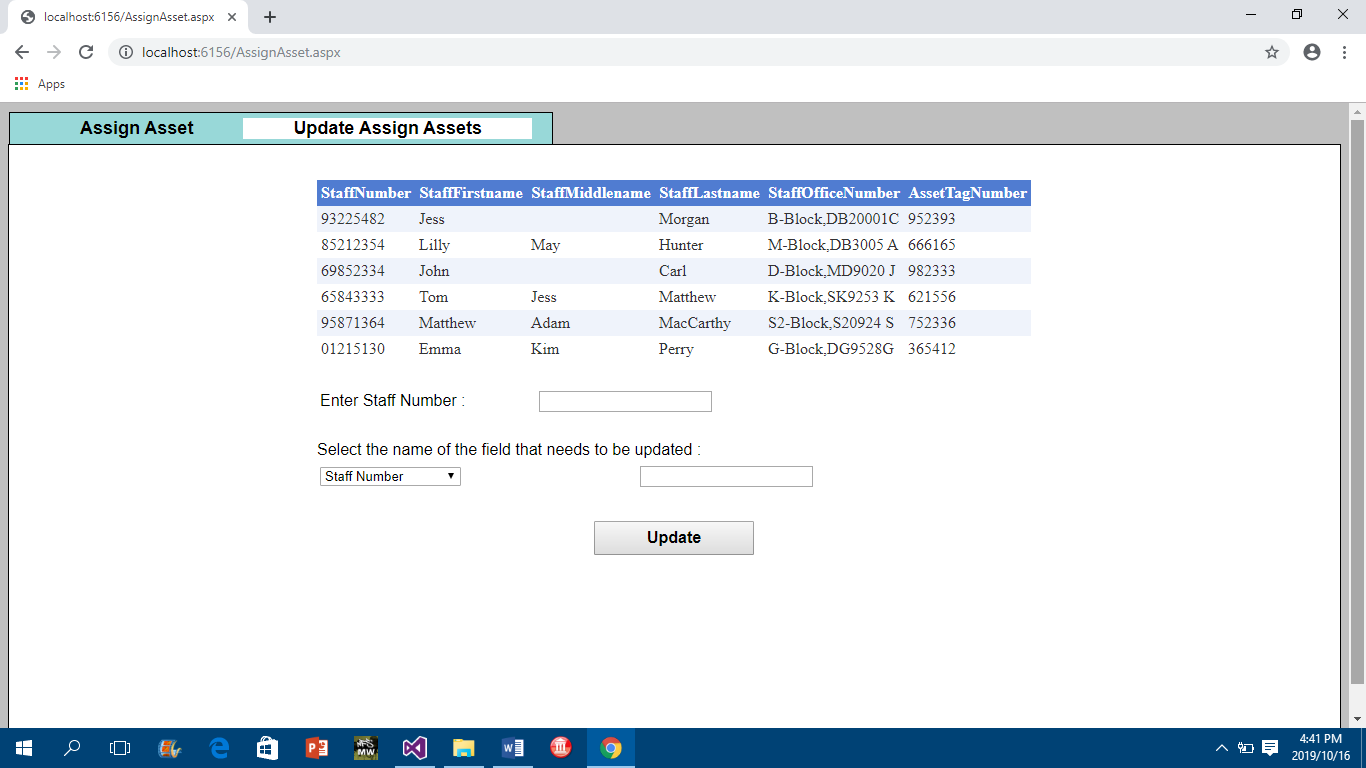 localhost:6156/AssignAsset.aspx
localhost:6156/AssignAsset.aspx
Apps
Assign Asset Update Assign Assets
StaffNumber StaffFirstname StaffMiddlename StaffLastname StaffOfficeNumber AssetTagNumber
93225482 Jess Morgan B-Block,DB20001C 952393
85212354 Lilly May Hunter M-Block,DB3005 A 666165
69852334 John Carl D-Block,MD9020 J 982333
65843333 Tom Jess Matthew K-Block,SK9253 K 621556
95871364 Matthew Adam MacCarthy S2-Block,S20924 S 752336
01215130 Emma Kim Perry G-Block,DG9528G 365412
Enter Staff Number :
Select the name of the field that needs to be updated :
Staff Number
Update
MW
4:41 PM
2019/10/16